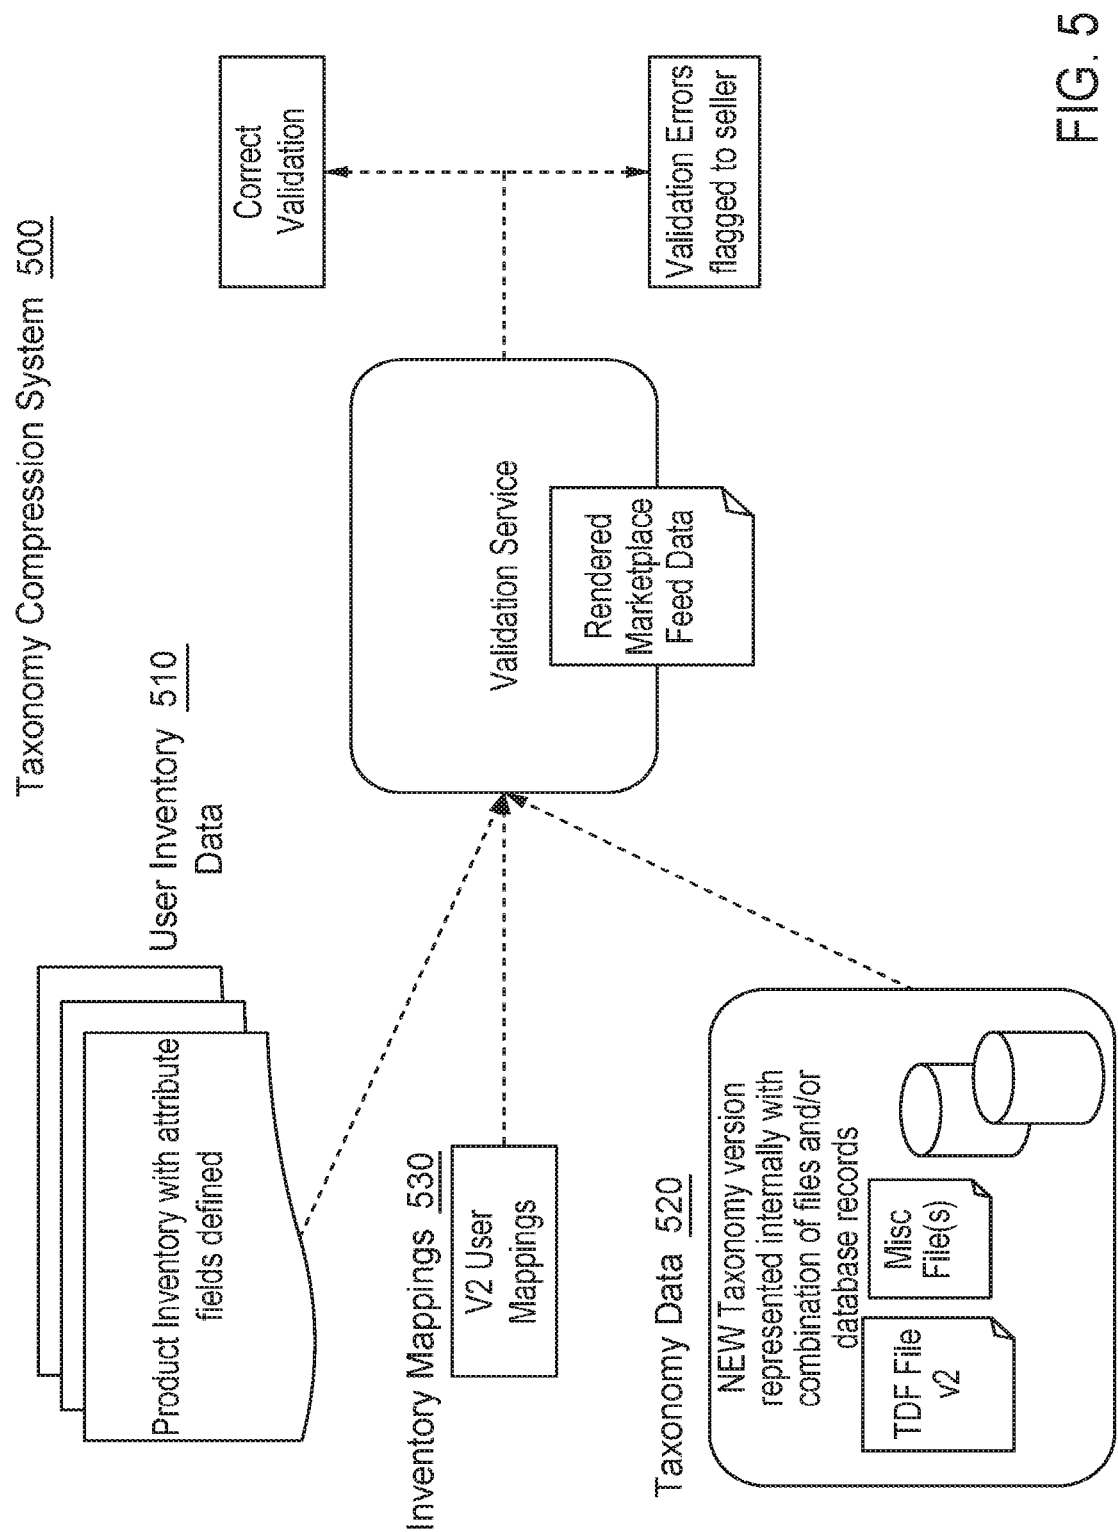 Taxonomy Compression System 500
User Inventory 510
Data
Product Inventory with attribute
fields defined
Inventory Mappings 530
V2 User
Mappings
Taxonomy Data 520
NEW Taxonomy version
represented internally with
combination of files and/or
database records
TDF File
v2
Misc
File(s)
Validation Service
Rendered
Marketplace
Feed Data
Correct
Validation
Validation Errors
flagged to seller
FIG. 5